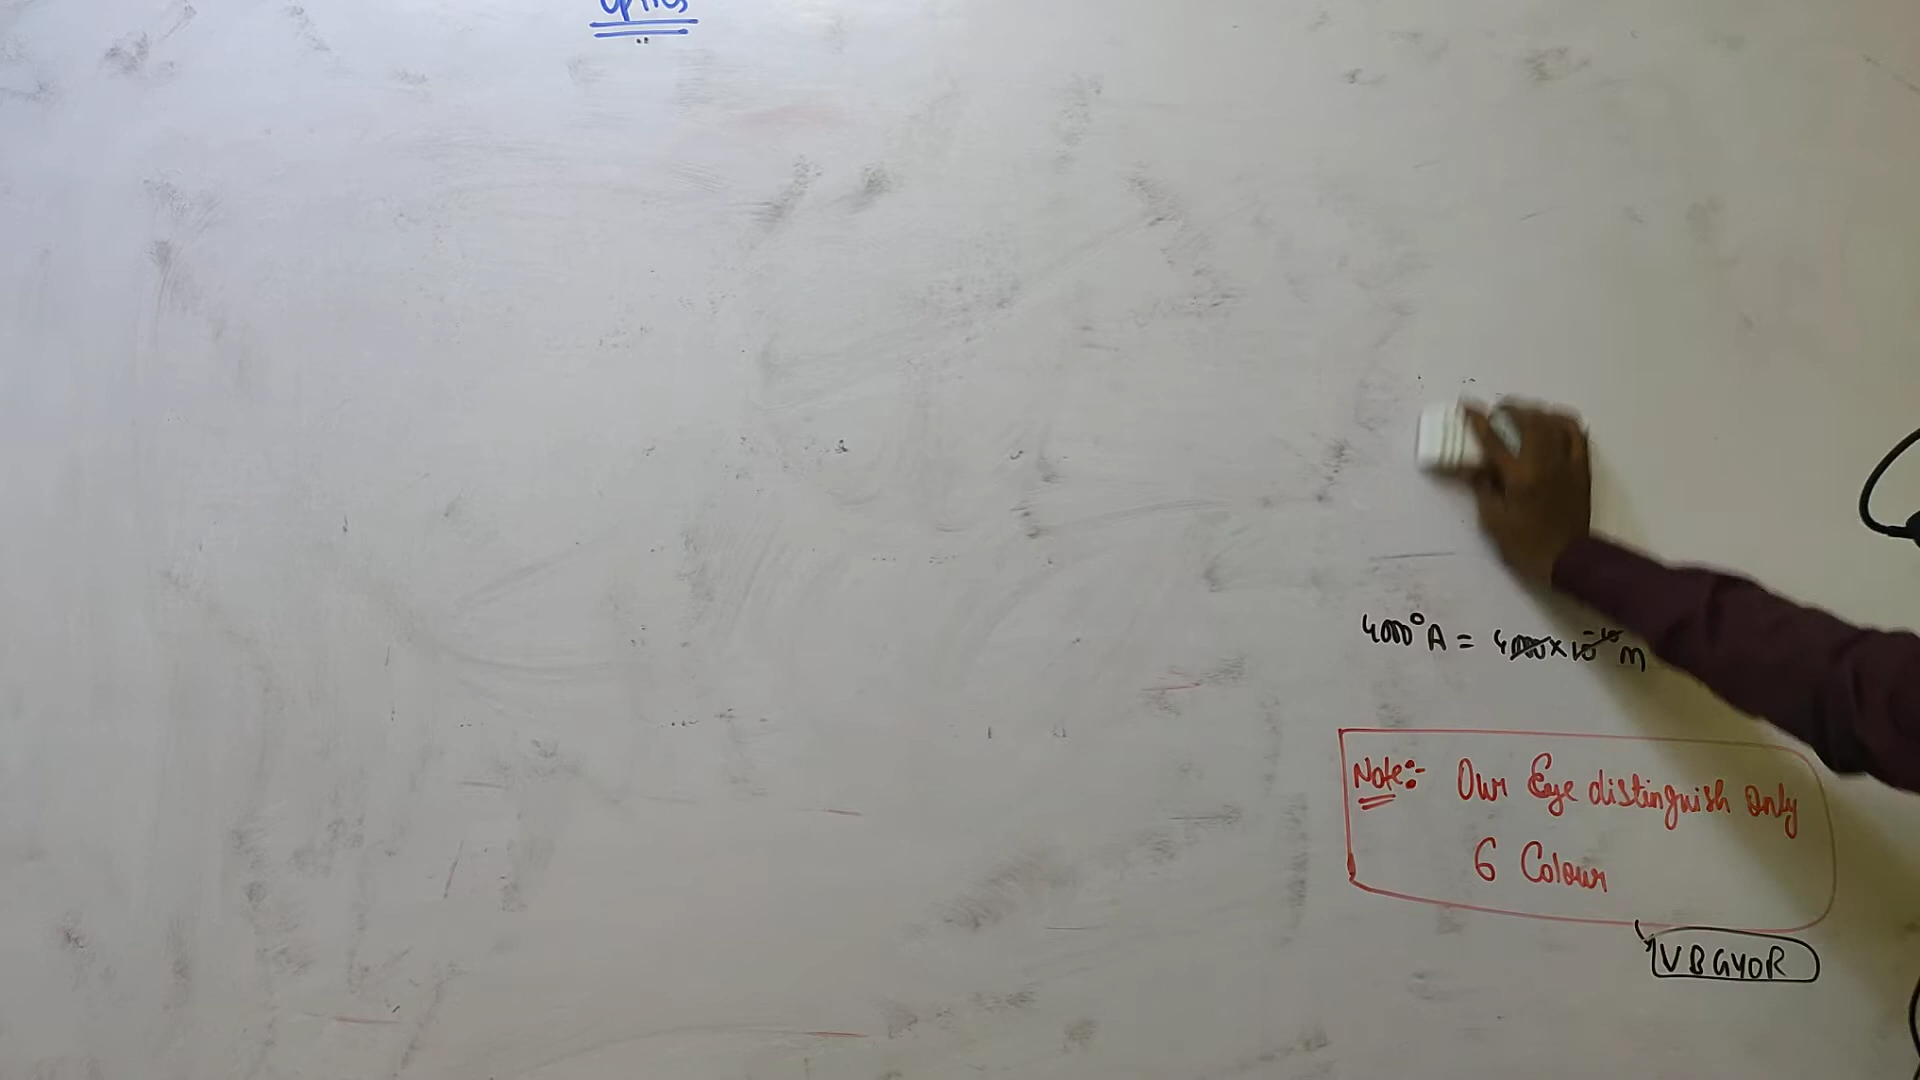 Optics
4000°A = 4000×10⁻¹⁰ m
Note:- Our Eye distinguish only
6 Colour
VBGYOR